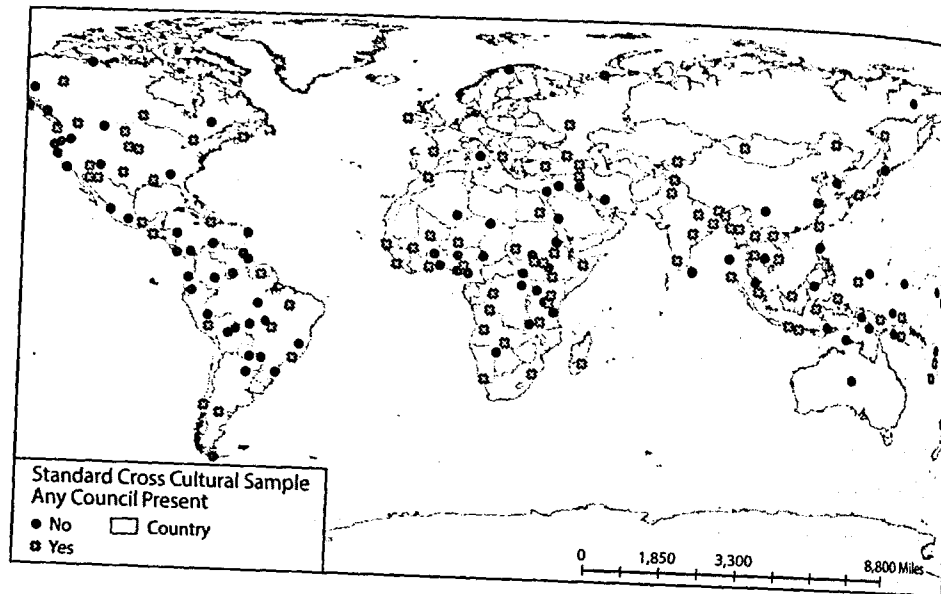 Standard Cross Cultural Sample
Any Council Present
No
Country
Yes
0 1,850 3,300 8,800 Miles